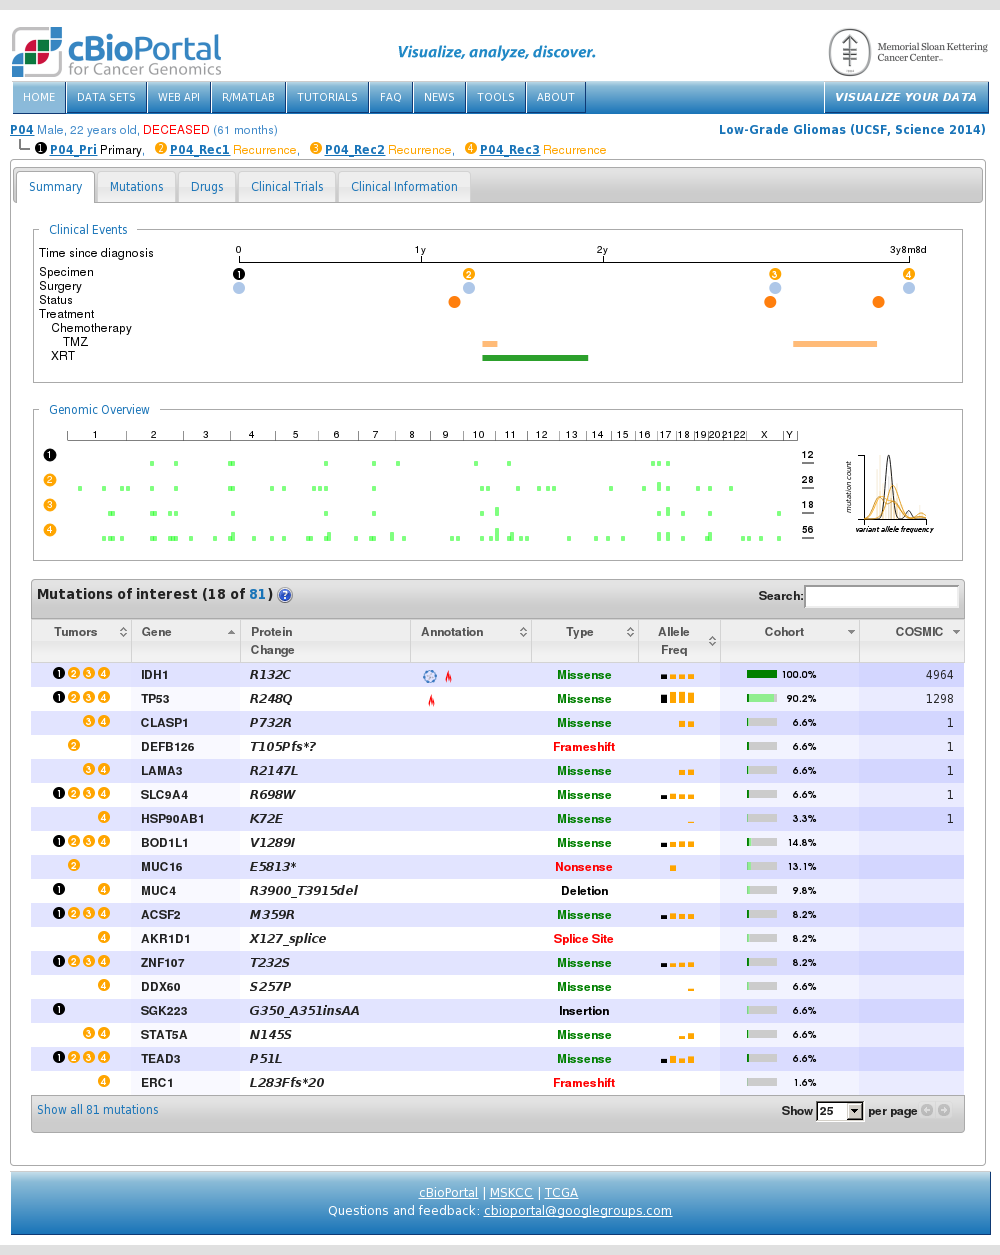 cBioPortal
for Cancer Genomics
Visualize, analyze, discover.
Memorial Sloan Kettering
Cancer Center™
HOME DATA SETS WEB API R/MATLAB TUTORIALS FAQ NEWS TOOLS ABOUT VISUALIZE YOUR DATA
P04 Male, 22 years old, DECEASED (61 months) Low-Grade Gliomas (UCSF, Science 2014)
1 P04_Pri Primary, 2 P04_Rec1 Recurrence, 3 P04_Rec2 Recurrence, 4 P04_Rec3 Recurrence
Summary Mutations Drugs Clinical Trials Clinical Information
Clinical Events
Time since diagnosis 0 1y 2y 3y8m8d
Specimen 1 2 3 4
Surgery
Status
Treatment
Chemotherapy
TMZ
XRT
Genomic Overview
1 2 3 4 5 6 7 8 9 10 11 12 13 14 15 16 17 18 19 20 21 22 X Y
1 12
2 28
3 18
4 56
mutation count
variant allele frequency
Mutations of interest (18 of 81) ? Search:
Tumors Gene Protein Change Annotation Type Allele Freq Cohort COSMIC
1 2 3 4 IDH1 R132C Missense 100.0% 4964
1 2 3 4 TP53 R248Q Missense 90.2% 1298
3 4 CLASP1 P732R Missense 6.6% 1
2 DEFB126 T105Pfs*? Frameshift 6.6% 1
3 4 LAMA3 R2147L Missense 6.6% 1
1 2 3 4 SLC9A4 R698W Missense 6.6% 1
4 HSP90AB1 K72E Missense 3.3% 1
1 2 3 4 BOD1L1 V1289I Missense 14.8%
2 MUC16 E5813* Nonsense 13.1%
1 4 MUC4 R3900_T3915del Deletion 9.8%
1 2 3 4 ACSF2 M359R Missense 8.2%
4 AKR1D1 X127_splice Splice Site 8.2%
1 2 3 4 ZNF107 T232S Missense 8.2%
4 DDX60 S257P Missense 6.6%
1 SGK223 G350_A351insAA Insertion 6.6%
3 4 STAT5A N145S Missense 6.6%
1 2 3 4 TEAD3 P51L Missense 6.6%
4 ERC1 L283Ffs*20 Frameshift 1.6%
Show all 81 mutations Show 25 per page
cBioPortal | MSKCC | TCGA
Questions and feedback: cbioportal@googlegroups.com